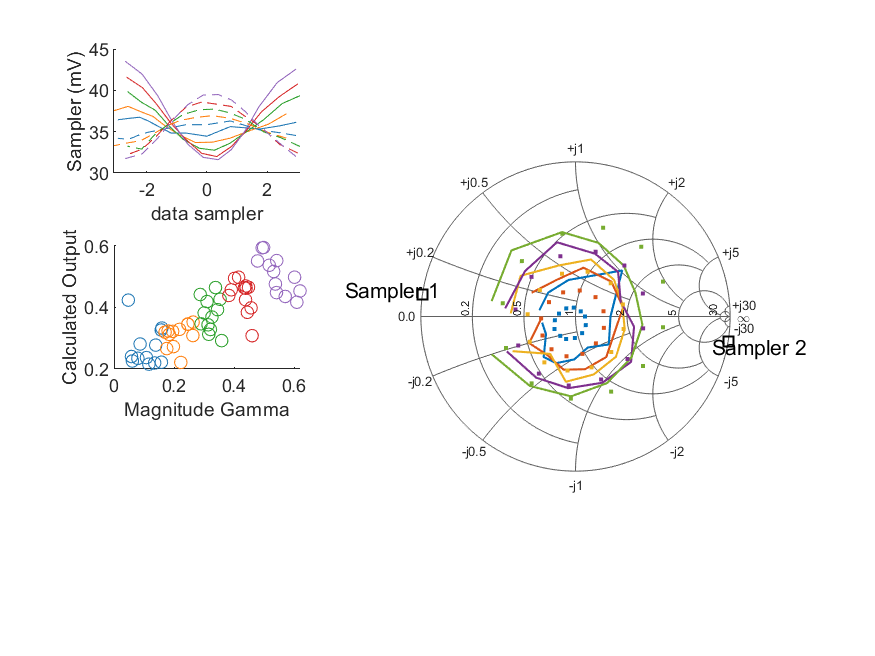 45
40
35
30
Sampler (mV)
-2 0 2
data sampler
0.6
0.4
0.2
Calculated Output
0 0.2 0.4 0.6
Magnitude Gamma
+j1
+j0.5 +j2
+j0.2 +j5
Sampler 1
+j30
0.0 0.2 0.5 1 2 5 30 ∞
-j30
Sampler 2
-j0.2 -j5
-j0.5 -j2
-j1